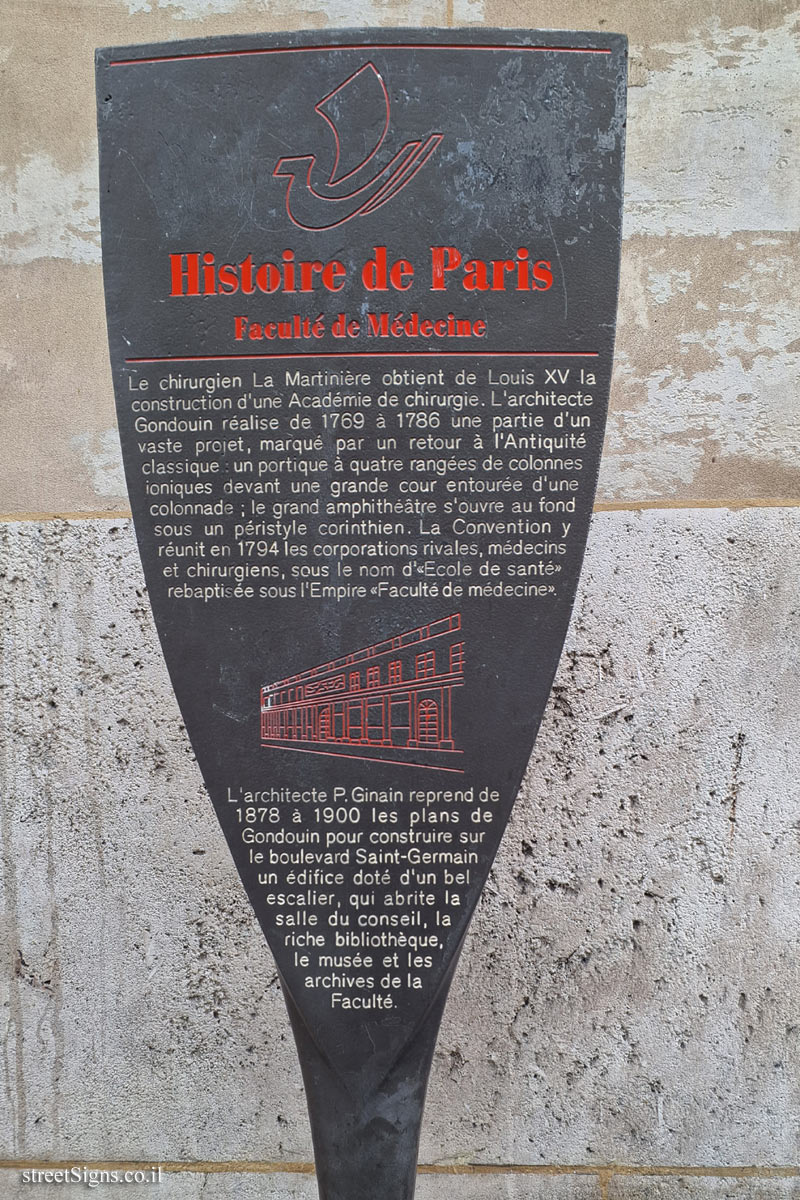 Histoire de Paris
Faculté de Médecine
Le chirurgien La Martinière obtient de Louis XV la
construction d'une Académie de chirurgie. L'architecte
Gondouin réalise de 1769 à 1786 une partie d'un
vaste projet, marqué par un retour à l'Antiquité
classique : un portique à quatre rangées de colonnes
ioniques devant une grande cour entourée d'une
colonnade ; le grand amphithéâtre s'ouvre au fond
sous un péristyle corinthien. La Convention y
réunit en 1794 les corporations rivales, médecins
et chirurgiens, sous le nom d'«Ecole de santé»
rebaptisée sous l'Empire «Faculté de médecine».
L'architecte P. Ginain reprend de
1878 à 1900 les plans de
Gondouin pour construire sur
le boulevard Saint-Germain
un édifice doté d'un bel
escalier, qui abrite la
salle du conseil, la
riche bibliothèque,
le musée et les
archives de la
Faculté.
streetSigns.co.il